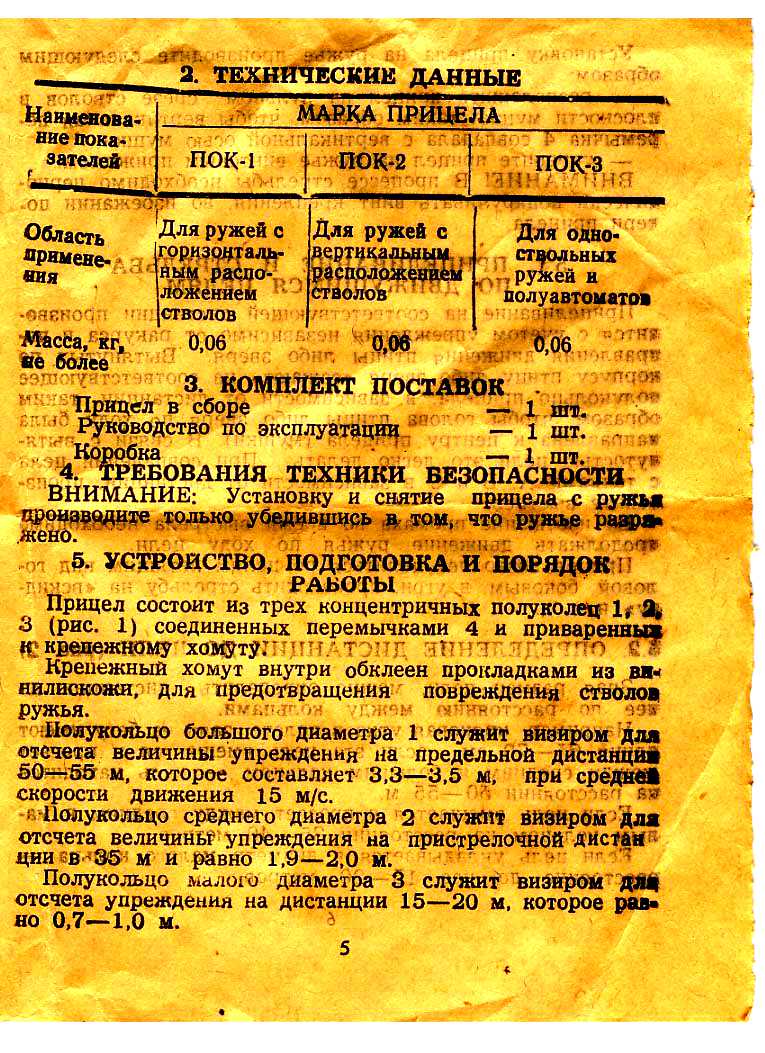 2. ТЕХНИЧЕСКИЕ ДАННЫЕ
Наименова-
ние пока-
зателей
МАРКА ПРИЦЕЛА
ПОК-1 ПОК-2 ПОК-3
Область
примене-
ния
Для ружей с
горизонталь-
ным распо-
ложением
стволов
Для ружей с
вертикальным
расположением
стволов
Для одно-
ствольных
ружей и
полуавтоматов
Масса, кг,
не более
0,06 0,06 0,06
3. КОМПЛЕКТ ПОСТАВОК
Прицел в сборе — 1 шт.
Руководство по эксплуатации — 1 шт.
Коробка — 1 шт.
4. ТРЕБОВАНИЯ ТЕХНИКИ БЕЗОПАСНОСТИ
ВНИМАНИЕ: Установку и снятие прицела с ружья
производите только убедившись в том, что ружье разря-
жено.
5. УСТРОЙСТВО, ПОДГОТОВКА И ПОРЯДОК
РАБОТЫ
Прицел состоит из трех концентричных полуколец 1, 2,
3 (рис. 1) соединенных перемычками 4 и приваренных
к крепежному хомуту.
Крепежный хомут внутри обклеен прокладками из ви-
нилискожи, для предотвращения повреждения стволов
ружья.
Полукольцо большого диаметра 1 служит визиром для
отсчета величины упреждения на предельной дистанции
50—55 м, которое составляет 3,3—3,5 м, при средней
скорости движения 15 м/с.
Полукольцо среднего диаметра 2 служит визиром для
отсчета величины упреждения на пристрелочной дистан
ции в 35 м и равно 1,9—2,0 м.
Полукольцо малого диаметра 3 служит визиром для
отсчета упреждения на дистанции 15—20 м, которое рав-
но 0,7—1,0 м.
5